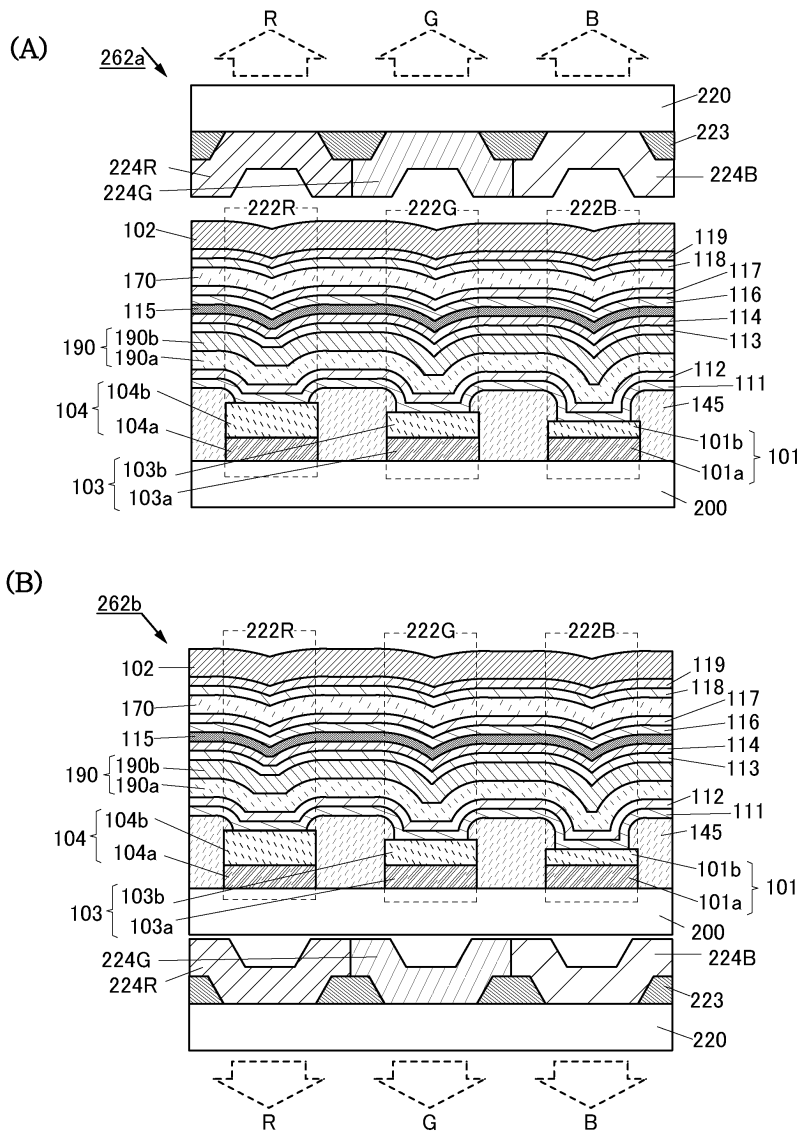 R G B
(A)
262a
220
223
224R
224G
224B
222R 222G 222B
102
119
118
170
117
116
115
114
190 190b
113
190a
112
104 104b
111
145
104a
101b
103 103b
101
101a
103a
200
(B)
262b
222R 222G 222B
102
119
118
170
117
116
115
114
190 190b
113
190a
112
111
104 104b
145
104a
101b
103 103b
101
101a
103a
200
224G
224B
224R
223
220
R G B